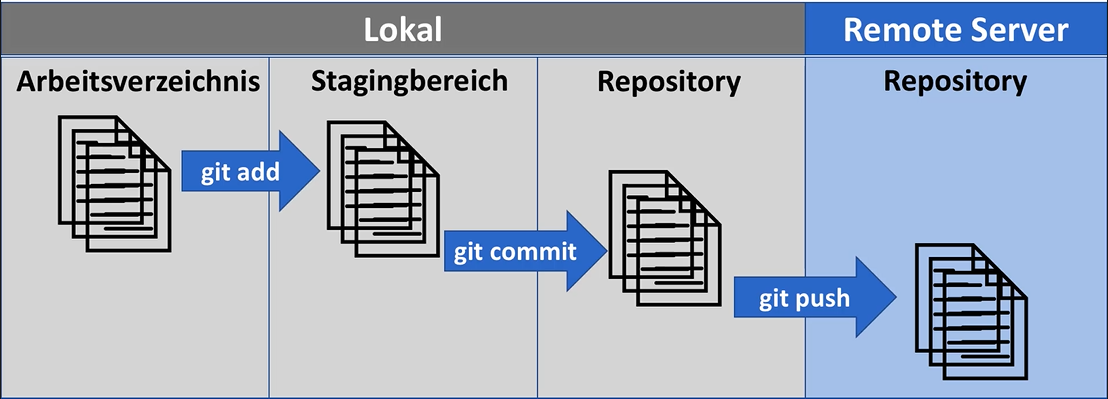 Lokal
Remote Server
Arbeitsverzeichnis
Stagingbereich
Repository
Repository
git add
git commit
git push